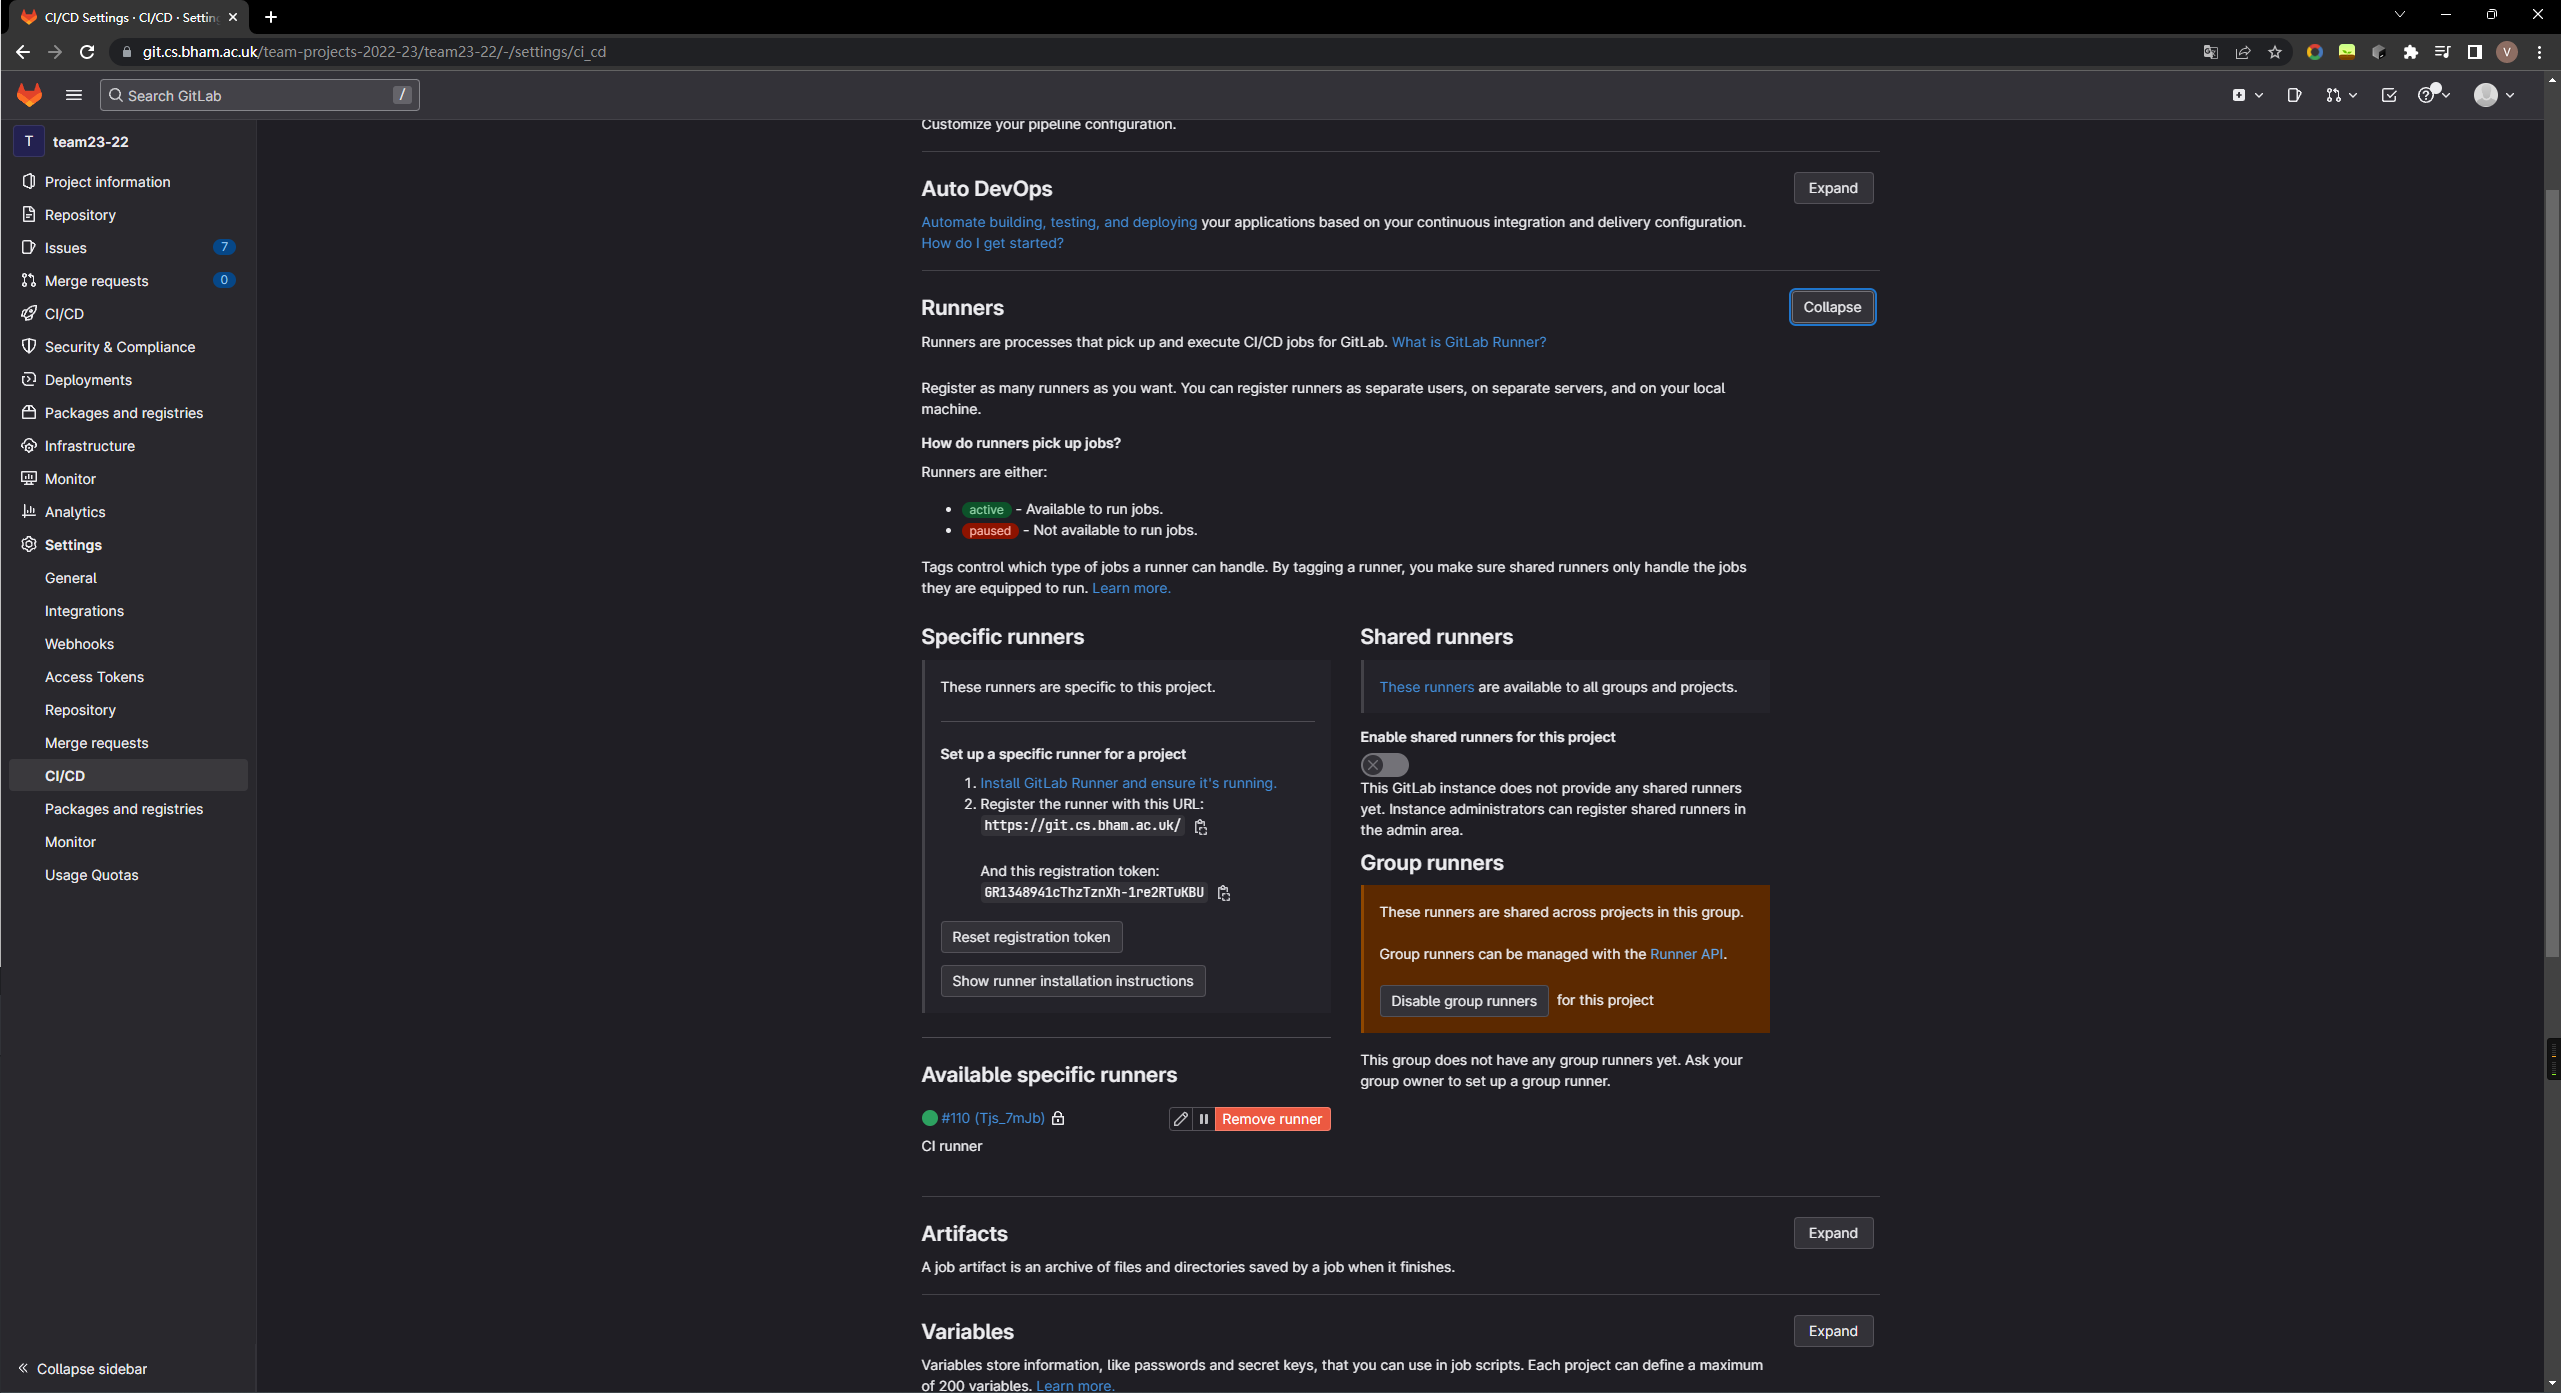 CI/CD Settings · CI/CD · Settin
git.cs.bham.ac.uk/team-projects-2022-23/team23-22/-/settings/ci_cd
V
Search GitLab
/
T team23-22
Project information
Repository
Issues 7
Merge requests 0
CI/CD
Security & Compliance
Deployments
Packages and registries
Infrastructure
Monitor
Analytics
Settings
General
Integrations
Webhooks
Access Tokens
Repository
Merge requests
CI/CD
Packages and registries
Monitor
Usage Quotas
Collapse sidebar
Customize your pipeline configuration.
Auto DevOps
Expand
Automate building, testing, and deploying your applications based on your continuous integration and delivery configuration.
How do I get started?
Runners
Collapse
Runners are processes that pick up and execute CI/CD jobs for GitLab. What is GitLab Runner?
Register as many runners as you want. You can register runners as separate users, on separate servers, and on your local
machine.
How do runners pick up jobs?
Runners are either:
• active - Available to run jobs.
• paused - Not available to run jobs.
Tags control which type of jobs a runner can handle. By tagging a runner, you make sure shared runners only handle the jobs
they are equipped to run. Learn more.
Specific runners
These runners are specific to this project.
Set up a specific runner for a project
1. Install GitLab Runner and ensure it's running.
2. Register the runner with this URL:
https://git.cs.bham.ac.uk/
And this registration token:
GR1348941cThzTznXh-1re2RTuKBU
Reset registration token
Show runner installation instructions
Available specific runners
#110 (Tjs_7mJb)
Remove runner
CI runner
Shared runners
These runners are available to all groups and projects.
Enable shared runners for this project
This GitLab instance does not provide any shared runners
yet. Instance administrators can register shared runners in
the admin area.
Group runners
These runners are shared across projects in this group.
Group runners can be managed with the Runner API.
Disable group runners for this project
This group does not have any group runners yet. Ask your
group owner to set up a group runner.
Artifacts
Expand
A job artifact is an archive of files and directories saved by a job when it finishes.
Variables
Expand
Variables store information, like passwords and secret keys, that you can use in job scripts. Each project can define a maximum
of 200 variables. Learn more.